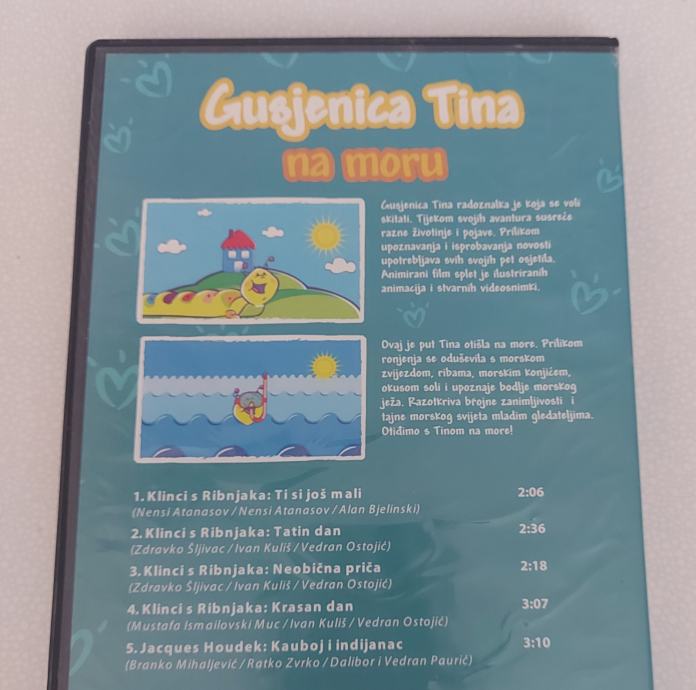 Gusjenica Tina
na moru
Gusjenica Tina radoznalka je koja se voli
skitati. Tijekom svojih avantura susreće
razne životinje i pojave. Prilikom
upoznavanja i isprobavanja novosti
upotrebljava svih svojih pet osjetila.
Animirani film splet je ilustriranih
animacija i stvarnih videosnimki.
Ovaj je put Tina otišla na more. Prilikom
ronjenja se oduševila s morskom
zvijezdom, ribama, morskim konjićem,
okusom soli i upoznaje bodlje morskog
ježa. Razotkriva brojne zanimljivosti i
tajne morskog svijeta mladim gledateljima.
Otiđimo s Tinom na more!
1. Klinci s Ribnjaka: Ti si još mali 2:06
(Nensi Atanasov / Nensi Atanasov / Alan Bjelinski)
2. Klinci s Ribnjaka: Tatin dan 2:36
(Zdravko Šljivac / Ivan Kuliš / Vedran Ostojić)
3. Klinci s Ribnjaka: Neobična priča 2:18
(Zdravko Šljivac / Ivan Kuliš / Vedran Ostojić)
4. Klinci s Ribnjaka: Krasan dan 3:07
(Mustafa Ismailovski Muc / Ivan Kuliš / Vedran Ostojić)
5. Jacques Houdek: Kauboj i indijanac 3:10
(Branko Mihaljević / Ratko Zvrko / Dalibor i Vedran Paurić)